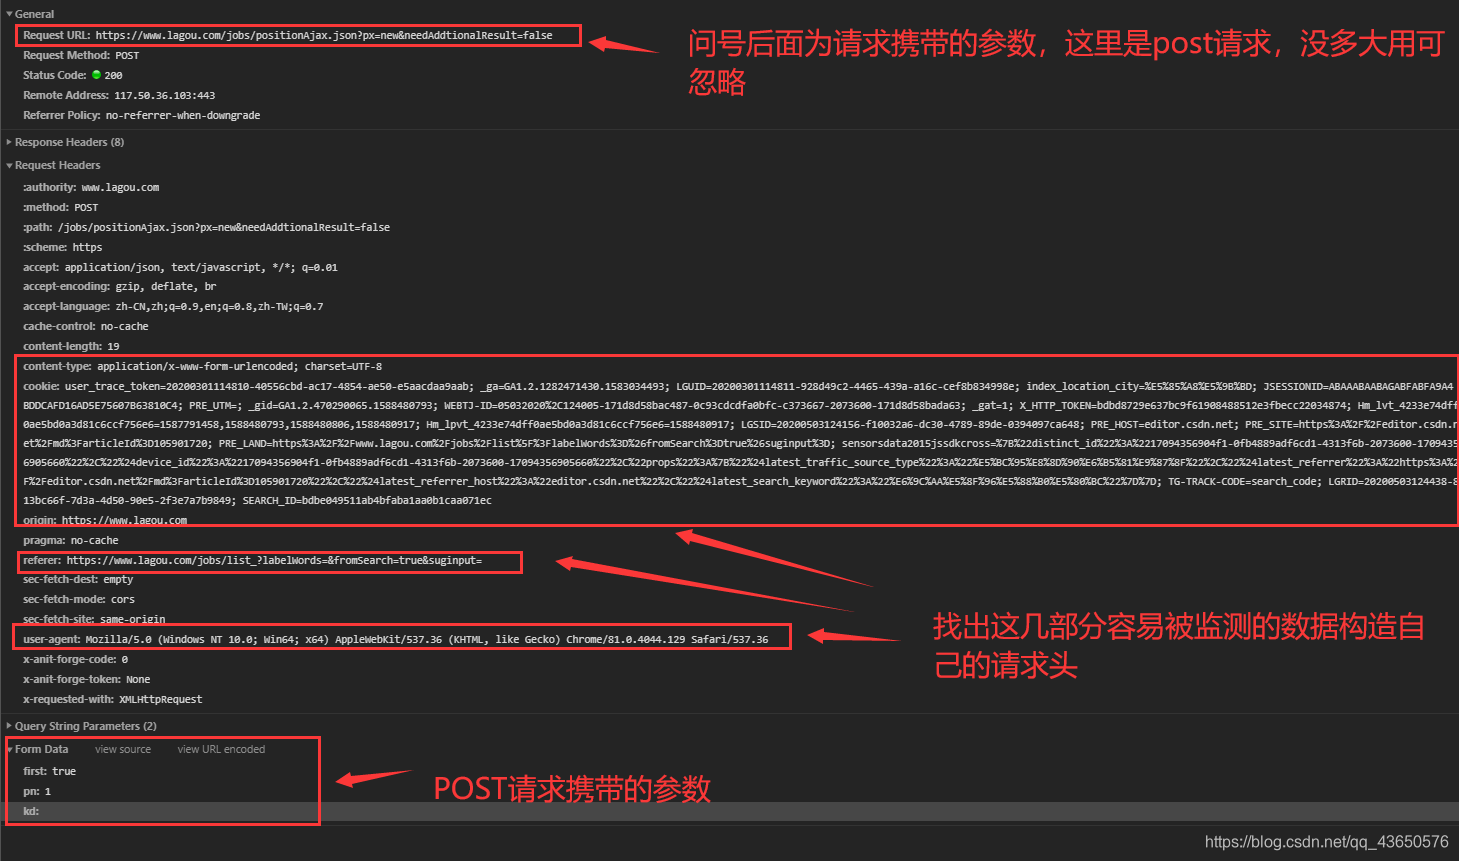 General
Request URL: https://www.lagou.com/jobs/positionAjax.json?px=new&needAddtionalResult=false
问号后面为请求携带的参数，这里是post请求，没多大用可
忽略
Request Method: POST
Status Code: 200
Remote Address: 117.50.36.103:443
Referrer Policy: no-referrer-when-downgrade
Response Headers (8)
Request Headers
:authority: www.lagou.com
:method: POST
:path: /jobs/positionAjax.json?px=new&needAddtionalResult=false
:scheme: https
accept: application/json, text/javascript, */*; q=0.01
accept-encoding: gzip, deflate, br
accept-language: zh-CN,zh;q=0.9,en;q=0.8,zh-TW;q=0.7
cache-control: no-cache
content-length: 19
content-type: application/x-www-form-urlencoded; charset=UTF-8
cookie: user_trace_token=20200301114810-40556cbd-ac17-4854-ae50-e5aacdaa9aab; _ga=GA1.2.1282471430.1583034493; LGUID=20200301114811-928d49c2-4465-439a-a16c-cef8b834998e; index_location_city=%E5%85%A8%E5%9B%BD; JSESSIONID=ABAAABAABAGABFABFA9A4
BDDCAFD16AD5E75607B63810C4; PRE_UTM=; _gid=GA1.2.470290065.1588480793; WEBTJ-ID=05032020%2C124005-171d8d58bac487-0c93cdcdfa0bfc-c373667-2073600-171d8d58bada63; _gat=1; X_HTTP_TOKEN=bdbd8729e637bc9f61908488512e3fbecc22034874; Hm_lvt_4233e74dff
0ae5bd0a3d81c6ccf756e6=1587791458,1588480793,1588480806,1588480917; Hm_lpvt_4233e74dff0ae5bd0a3d81c6ccf756e6=1588480917; LGSID=20200503124156-f10032a6-dc30-4789-89de-0394097ca648; PRE_HOST=editor.csdn.net; PRE_SITE=https%3A%2F%2Feditor.csdn.n
et%2Fmd%3FarticleId%3D105901720; PRE_LAND=https%3A%2F%2Fwww.lagou.com%2Fjobs%2Flist%5F%3FlabelWords%3D%26fromSearch%3Dtrue%26suginput%3D; sensorsdata2015jssdkcross=%7B%22distinct_id%22%3A%2217094356904f1-0fb4889adf6cd1-4313f6b-2073600-1709435
6905660%22%2C%22%24device_id%22%3A%2217094356904f1-0fb4889adf6cd1-4313f6b-2073600-17094356905660%22%2C%22props%22%3A%7B%22%24latest_traffic_source_type%22%3A%22%E5%BC%95%E8%8D%90%E6%B5%81%E9%87%8F%22%2C%22%24latest_referrer%22%3A%22https%3A%2
F%2Feditor.csdn.net%2Fmd%3FarticleId%3D105901720%22%2C%22%24latest_referrer_host%22%3A%22editor.csdn.net%22%2C%22%24latest_search_keyword%22%3A%22%E6%9C%AA%E5%8F%96%E5%88%B0%E5%80%BC%22%7D%7D; TG-TRACK-CODE=search_code; LGRID=20200503124438-8
13bc66f-7d3a-4d50-90e5-2f3e7a7b9849; SEARCH_ID=bdbe049511ab4bfaba1aa0b1caa071ec
origin: https://www.lagou.com
pragma: no-cache
referer: https://www.lagou.com/jobs/list_?labelWords=&fromSearch=true&suginput=
sec-fetch-dest: empty
sec-fetch-mode: cors
sec-fetch-site: same-origin
找出这几部分容易被监测的数据构造自
己的请求头
user-agent: Mozilla/5.0 (Windows NT 10.0; Win64; x64) AppleWebKit/537.36 (KHTML, like Gecko) Chrome/81.0.4044.129 Safari/537.36
x-anit-forge-code: 0
x-anit-forge-token: None
x-requested-with: XMLHttpRequest
Query String Parameters (2)
Form Data view source view URL encoded
first: true
pn: 1
kd:
POST请求携带的参数
https://blog.csdn.net/qq_43650576